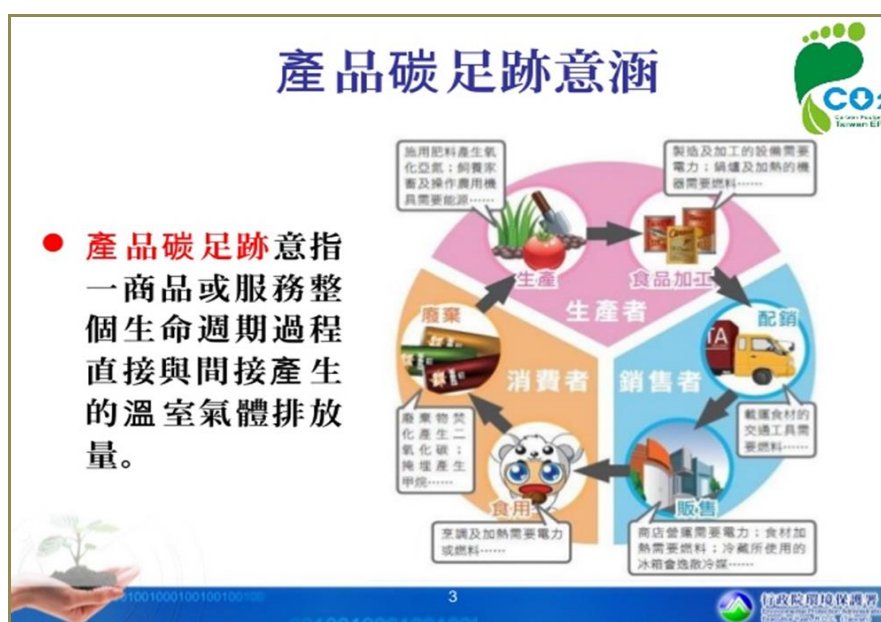 產品碳足跡意涵
CO2
施用肥料產生氧
化亞氮;飼養家
畜及操作農用機
具需要能源……
製造及加工的設備需要
電力;鍋爐及加熱的機
器需要燃料……
生產
食品加工
生產者
產品碳足跡意指
一商品或服務整
個生命週期過程
直接與間接產生
的溫室氣體排放
量。
廢棄
配銷
TA
消費者
銷售者
廢棄物焚
化產生二
氧化碳;
掩埋產生
甲烷……
載運食材的
交通工具需
要燃料……
食用
販售
烹調及加熱需要電力
或燃料……
商店營運需要電力;食材加
熱需要燃料;冷藏所使用的
冰箱會逸散冷媒……
3
行政院環境保護署